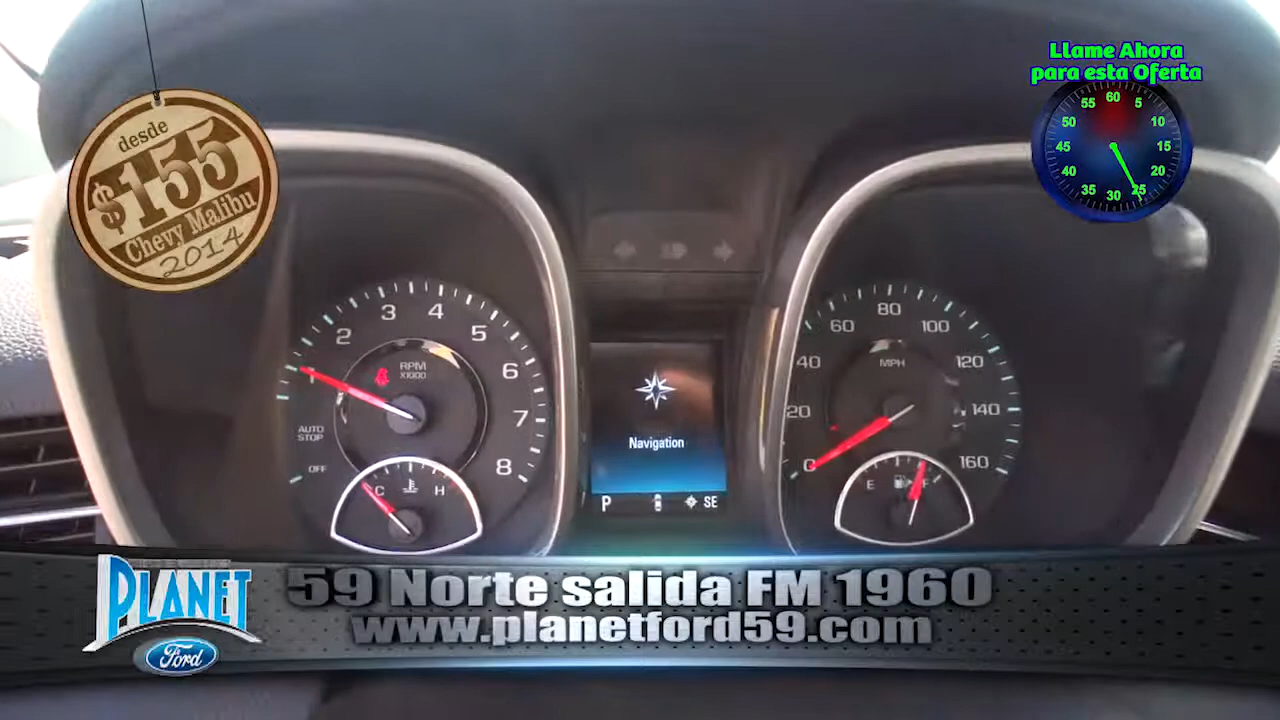 desde
$155
Chevy Malibu
2014
Llame Ahora
para esta Oferta
60
5
10
15
20
25
30
35
40
45
50
55
1
2
3
4
5
6
7
8
RPM
X1000
AUTO
STOP
OFF
C
H
Navigation
P
SE
0
20
40
60
80
100
120
140
160
MPH
E
F
PLANET
Ford
59 Norte salida FM 1960
www.planetford59.com